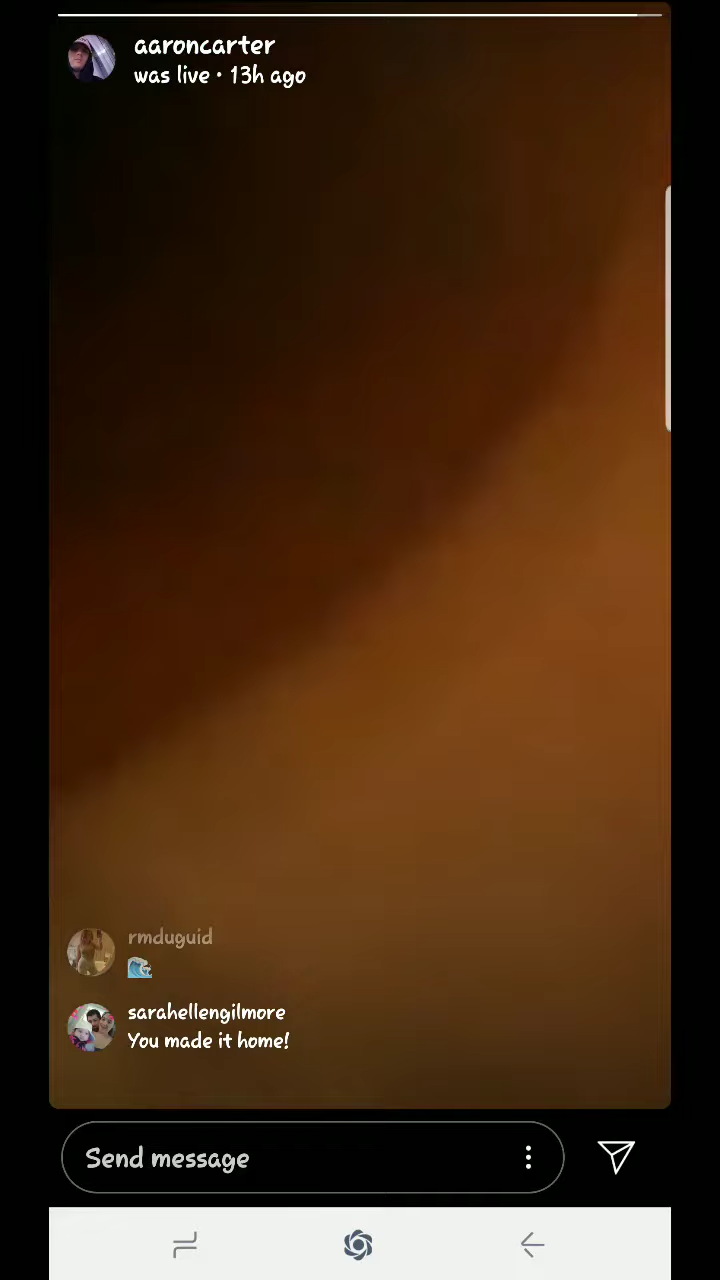 aaroncarter
was live • 13h ago
rmduguid
🌊
sarahellengilmore
You made it home!
Send message